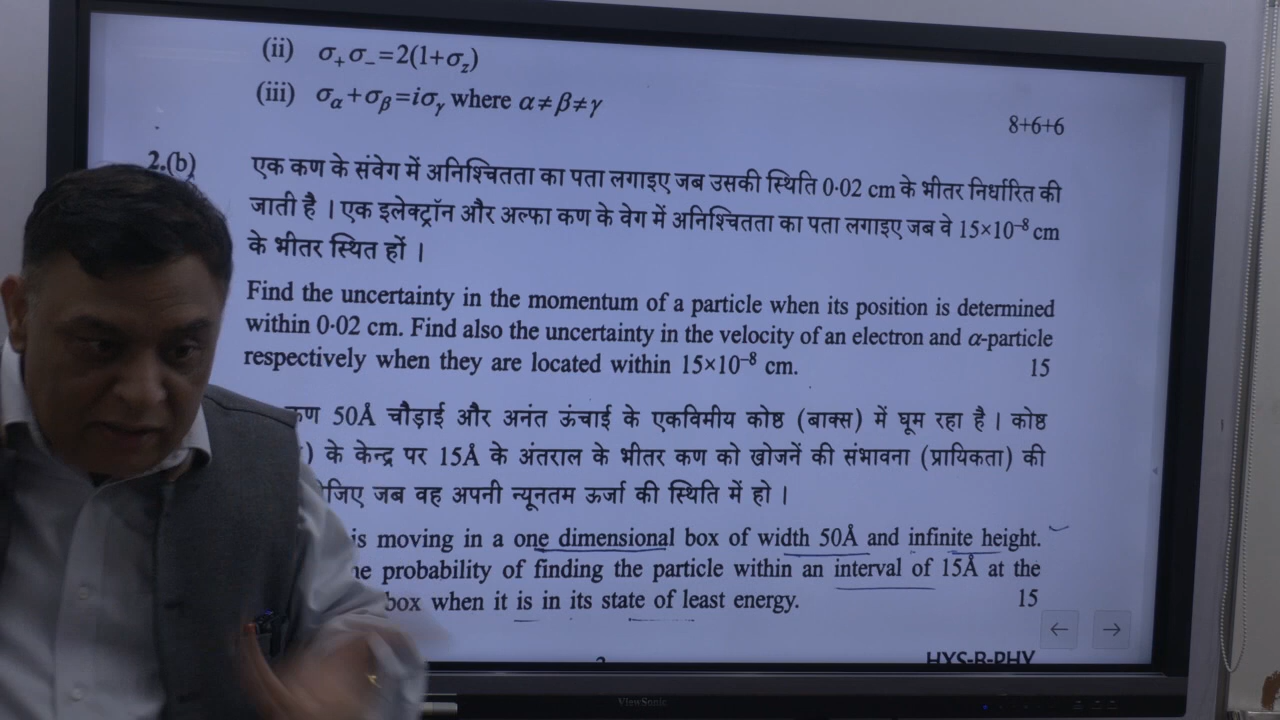 (ii) σ₊σ₋=2(1+σ_z)
(iii) σ_α+σ_β=iσ_γ where α≠β≠γ
8+6+6
2.(b) एक कण के संवेग में अनिश्चितता का पता लगाइए जब उसकी स्थिति 0·02 cm के भीतर निर्धारित की
जाती है । एक इलेक्ट्रॉन और अल्फा कण के वेग में अनिश्चितता का पता लगाइए जब वे 15×10⁻⁸ cm
के भीतर स्थित हों ।
Find the uncertainty in the momentum of a particle when its position is determined
within 0·02 cm. Find also the uncertainty in the velocity of an electron and α-particle
respectively when they are located within 15×10⁻⁸ cm. 15
50Å चौड़ाई और अनंत ऊंचाई के एकविमीय कोष्ठ (बाक्स) में घूम रहा है । कोष्ठ
) के केन्द्र पर 15Å के अंतराल के भीतर कण को खोजनें की संभावना (प्रायिकता) की
जब वह अपनी न्यूनतम ऊर्जा की स्थिति में हो ।
is moving in a one dimensional box of width 50Å and infinite height.
probability of finding the particle within an interval of 15Å at the
box when it is in its state of least energy. 15
← →
HYS-B-PHY
ViewSonic